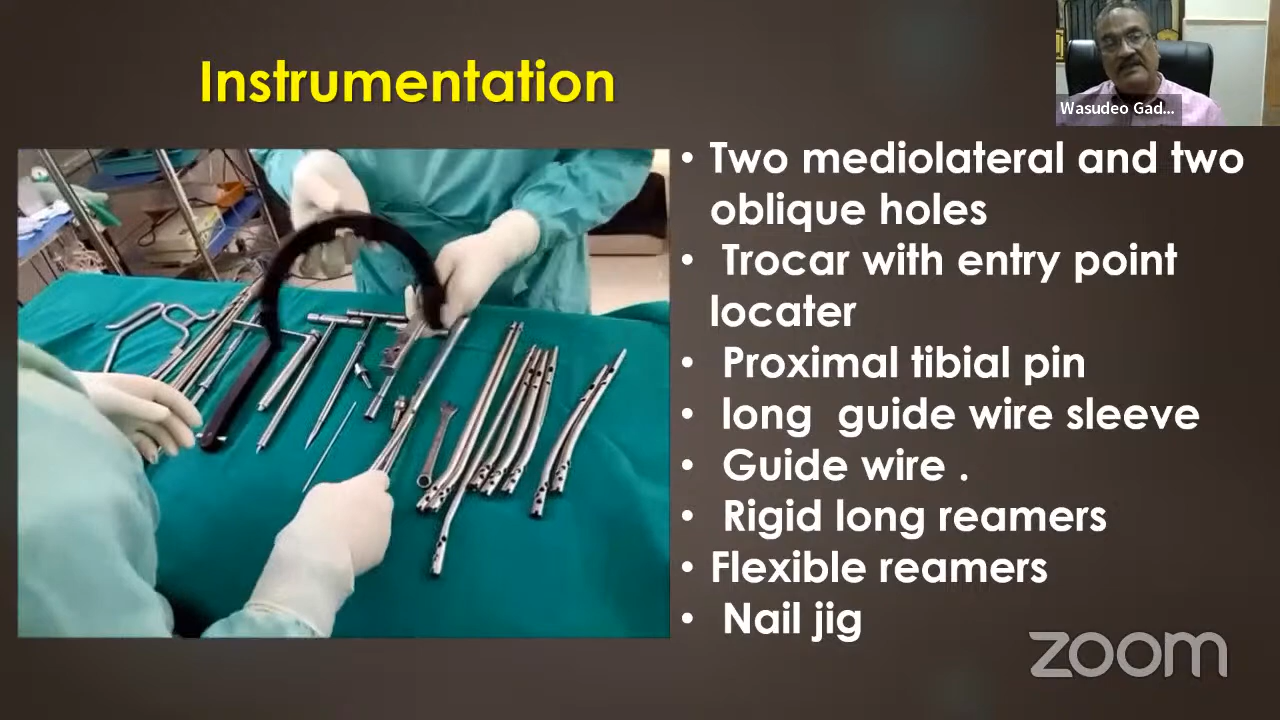 Instrumentation
Wasudeo Gad...
• Two mediolateral and two
oblique holes
• Trocar with entry point
locater
• Proximal tibial pin
• long guide wire sleeve
• Guide wire .
• Rigid long reamers
• Flexible reamers
• Nail jig
zoom